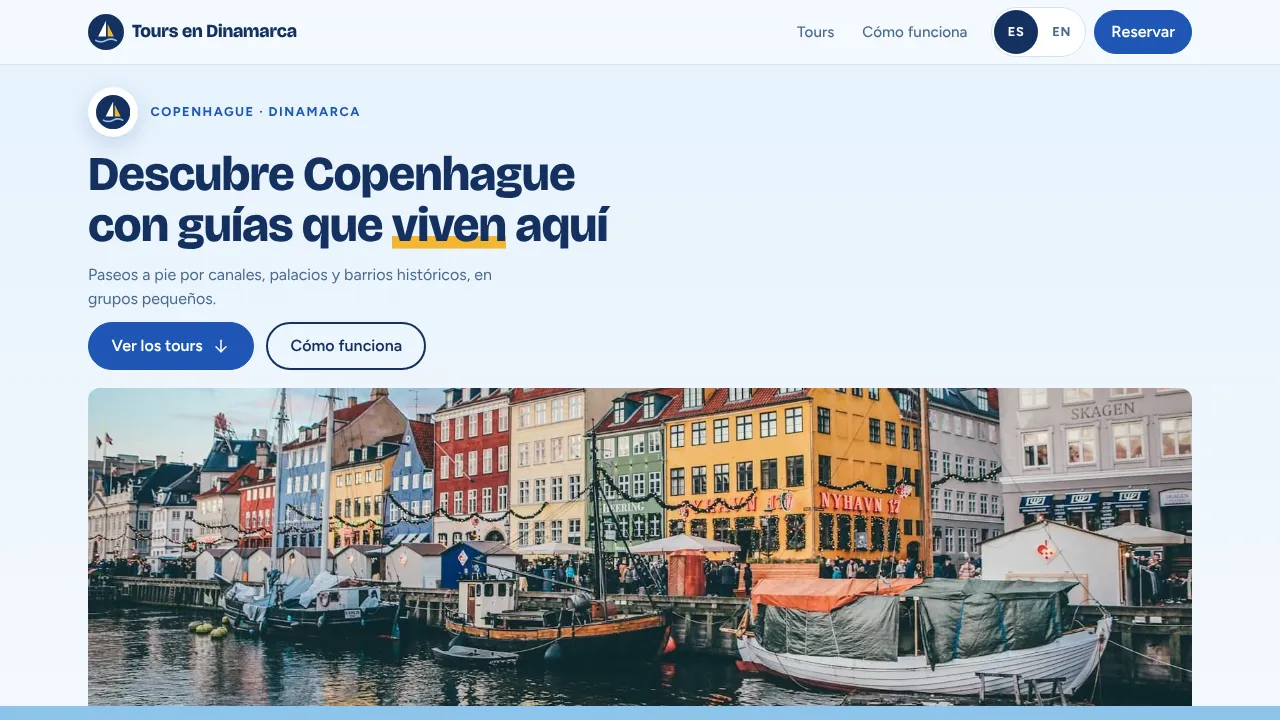 Tours en Dinamarca
Tours
Cómo funciona
ES
EN
Reservar
COPENHAGUE · DINAMARCA
Descubre Copenhague
con guías que viven aquí
Paseos a pie por canales, palacios y barrios históricos, en
grupos pequeños.
Ver los tours ↓
Cómo funciona
SKAGEN
NYHAVN 17